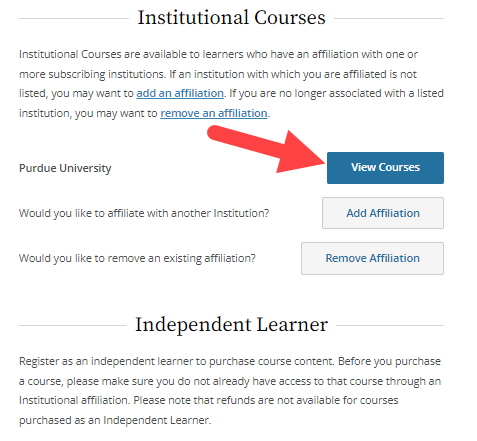 Institutional Courses
Institutional Courses are available to learners who have an affiliation with one or
more subscribing institutions. If an institution with which you are affiliated is not
listed, you may want to add an affiliation. If you are no longer associated with a listed
institution, you may want to remove an affiliation.
Purdue University
View Courses
Would you like to affiliate with another Institution?
Add Affiliation
Would you like to remove an existing affiliation?
Remove Affiliation
Independent Learner
Register as an independent learner to purchase course content. Before you purchase
a course, please make sure you do not already have access to that course through an
Institutional affiliation. Please note that refunds are not available for courses
purchased as an Independent Learner.